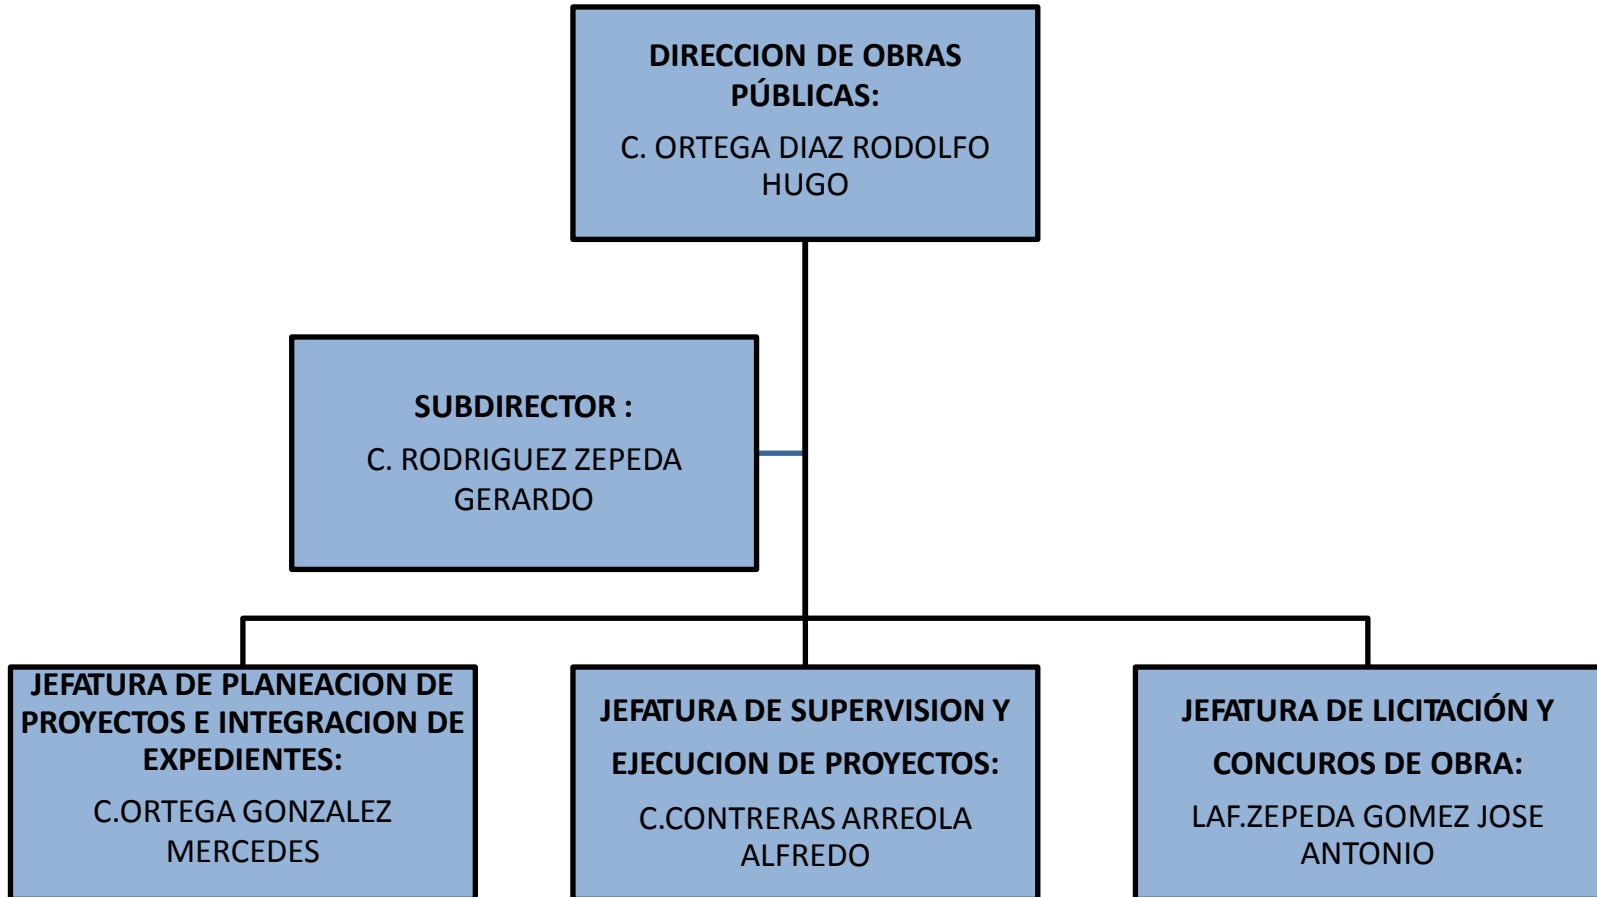 DIRECCION DE OBRAS
PÚBLICAS:
C. ORTEGA DIAZ RODOLFO
HUGO
SUBDIRECTOR :
C. RODRIGUEZ ZEPEDA
GERARDO
JEFATURA DE PLANEACION DE
PROYECTOS E INTEGRACION DE
EXPEDIENTES:
C.ORTEGA GONZALEZ
MERCEDES
JEFATURA DE SUPERVISION Y
EJECUCION DE PROYECTOS:
C.CONTRERAS ARREOLA
ALFREDO
JEFATURA DE LICITACIÓN Y
CONCUROS DE OBRA:
LAF.ZEPEDA GOMEZ JOSE
ANTONIO